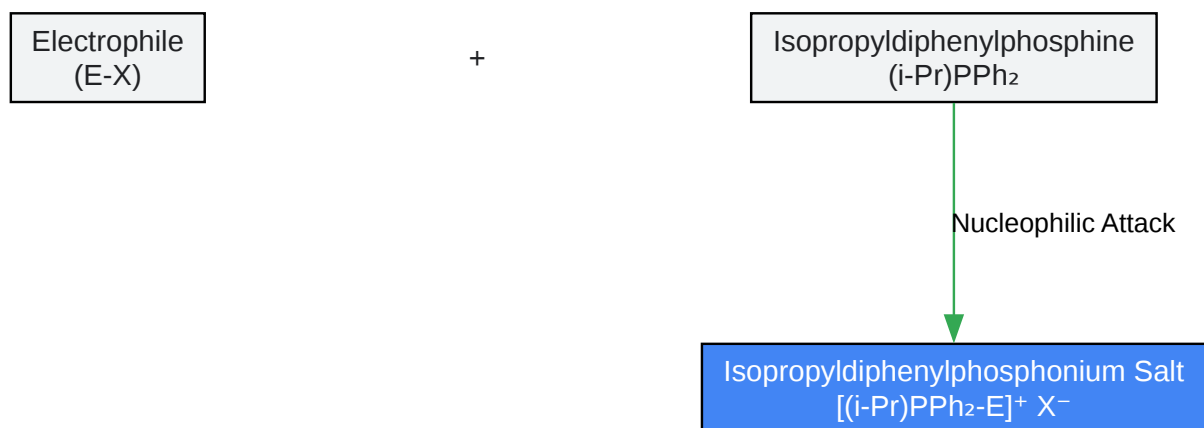 Electrophile
(E-X)
+
Isopropyldiphenylphosphine
(i-Pr)PPh₂
Nucleophilic Attack
Isopropyldiphenylphosphonium Salt
[(i-Pr)PPh₂-E]⁺ X⁻